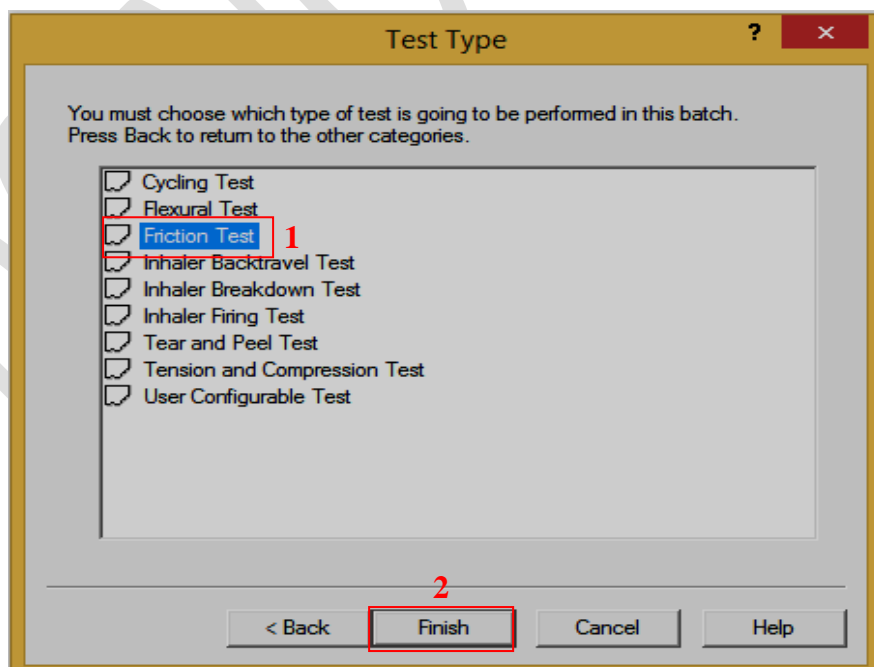 Test Type
?
×
You must choose which type of test is going to be performed in this batch.
Press Back to return to the other categories.
Cycling Test
Flexural Test
Friction Test
1
Inhaler Backtravel Test
Inhaler Breakdown Test
Inhaler Firing Test
Tear and Peel Test
Tension and Compression Test
User Configurable Test
2
< Back
Finish
Cancel
Help